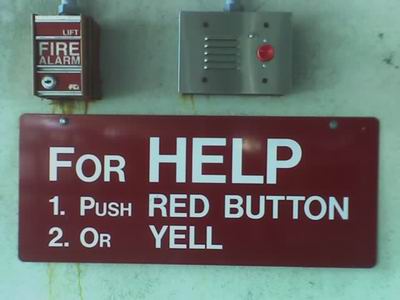 LIFT
FIRE
ALARM
FOR HELP
1. PUSH RED BUTTON
2. OR YELL